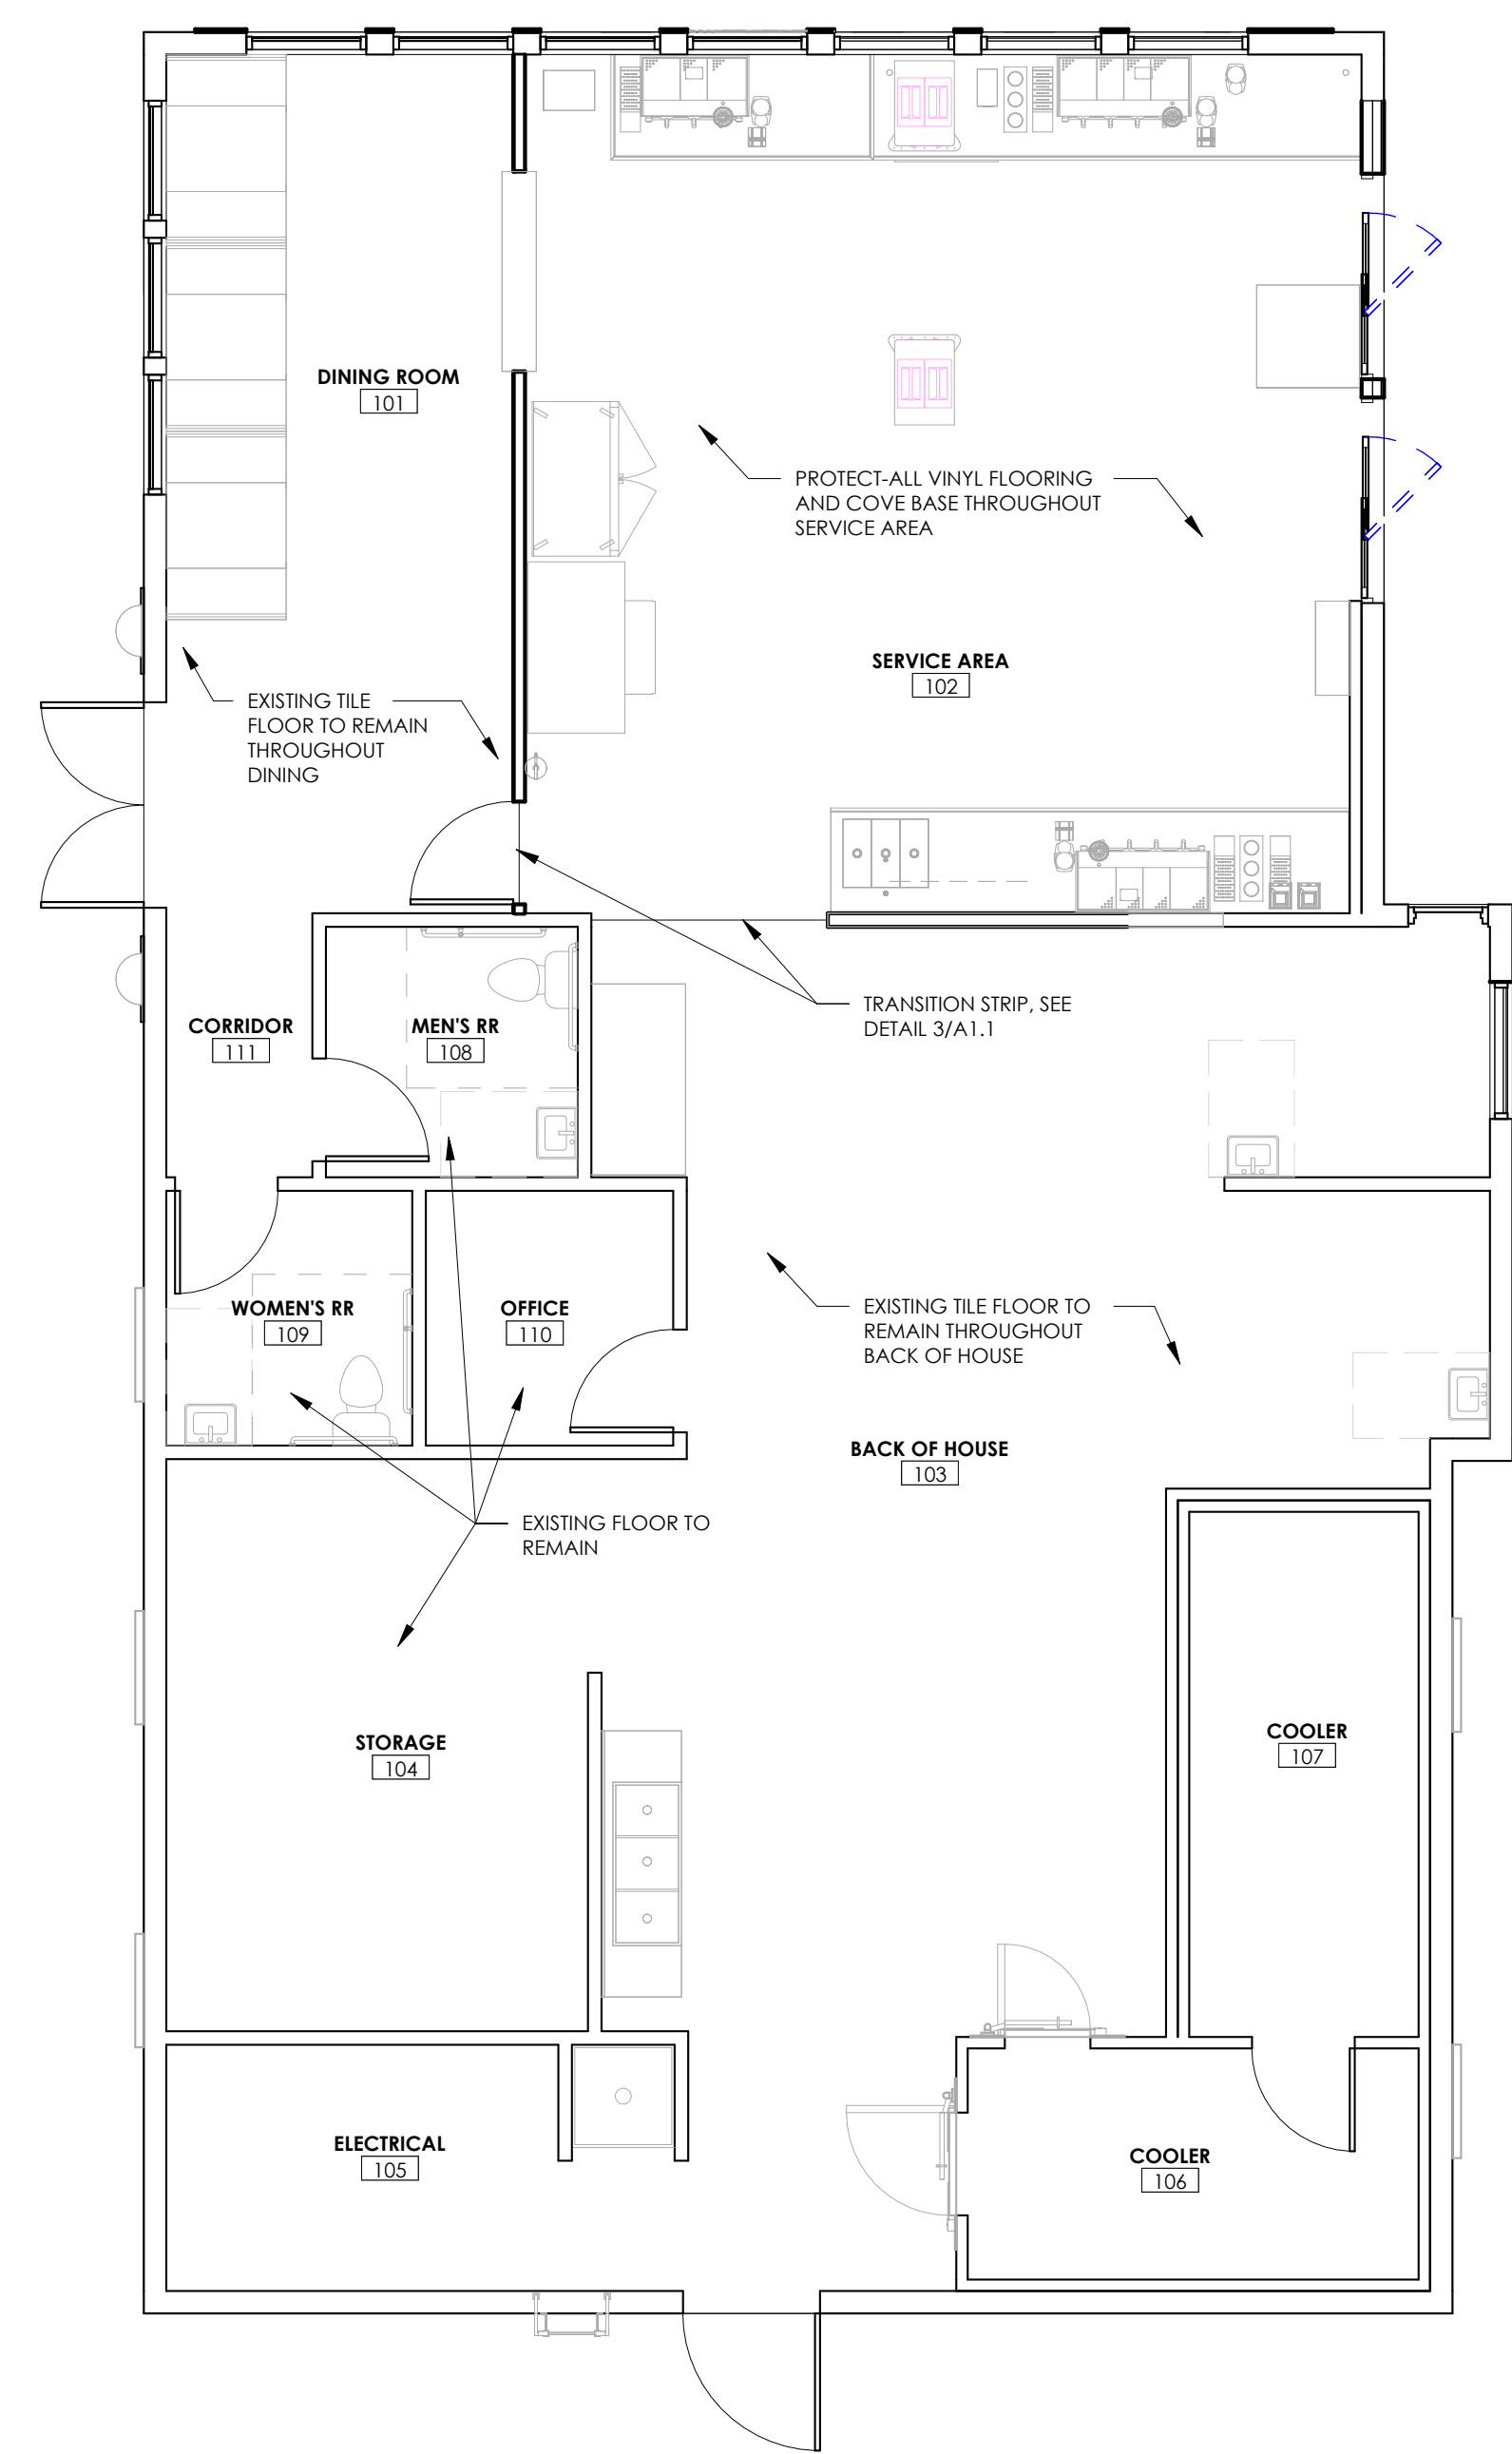 DINING ROOM
101
PROTECT-ALL VINYL FLOORING
AND COVE BASE THROUGHOUT
SERVICE AREA
SERVICE AREA
102
EXISTING TILE
FLOOR TO REMAIN
THROUGHOUT
DINING
TRANSITION STRIP, SEE
DETAIL 3/A1.1
CORRIDOR
111
MEN'S RR
108
WOMEN'S RR
109
OFFICE
110
EXISTING TILE FLOOR TO
REMAIN THROUGHOUT
BACK OF HOUSE
BACK OF HOUSE
103
EXISTING FLOOR TO
REMAIN
STORAGE
104
COOLER
107
ELECTRICAL
105
COOLER
106